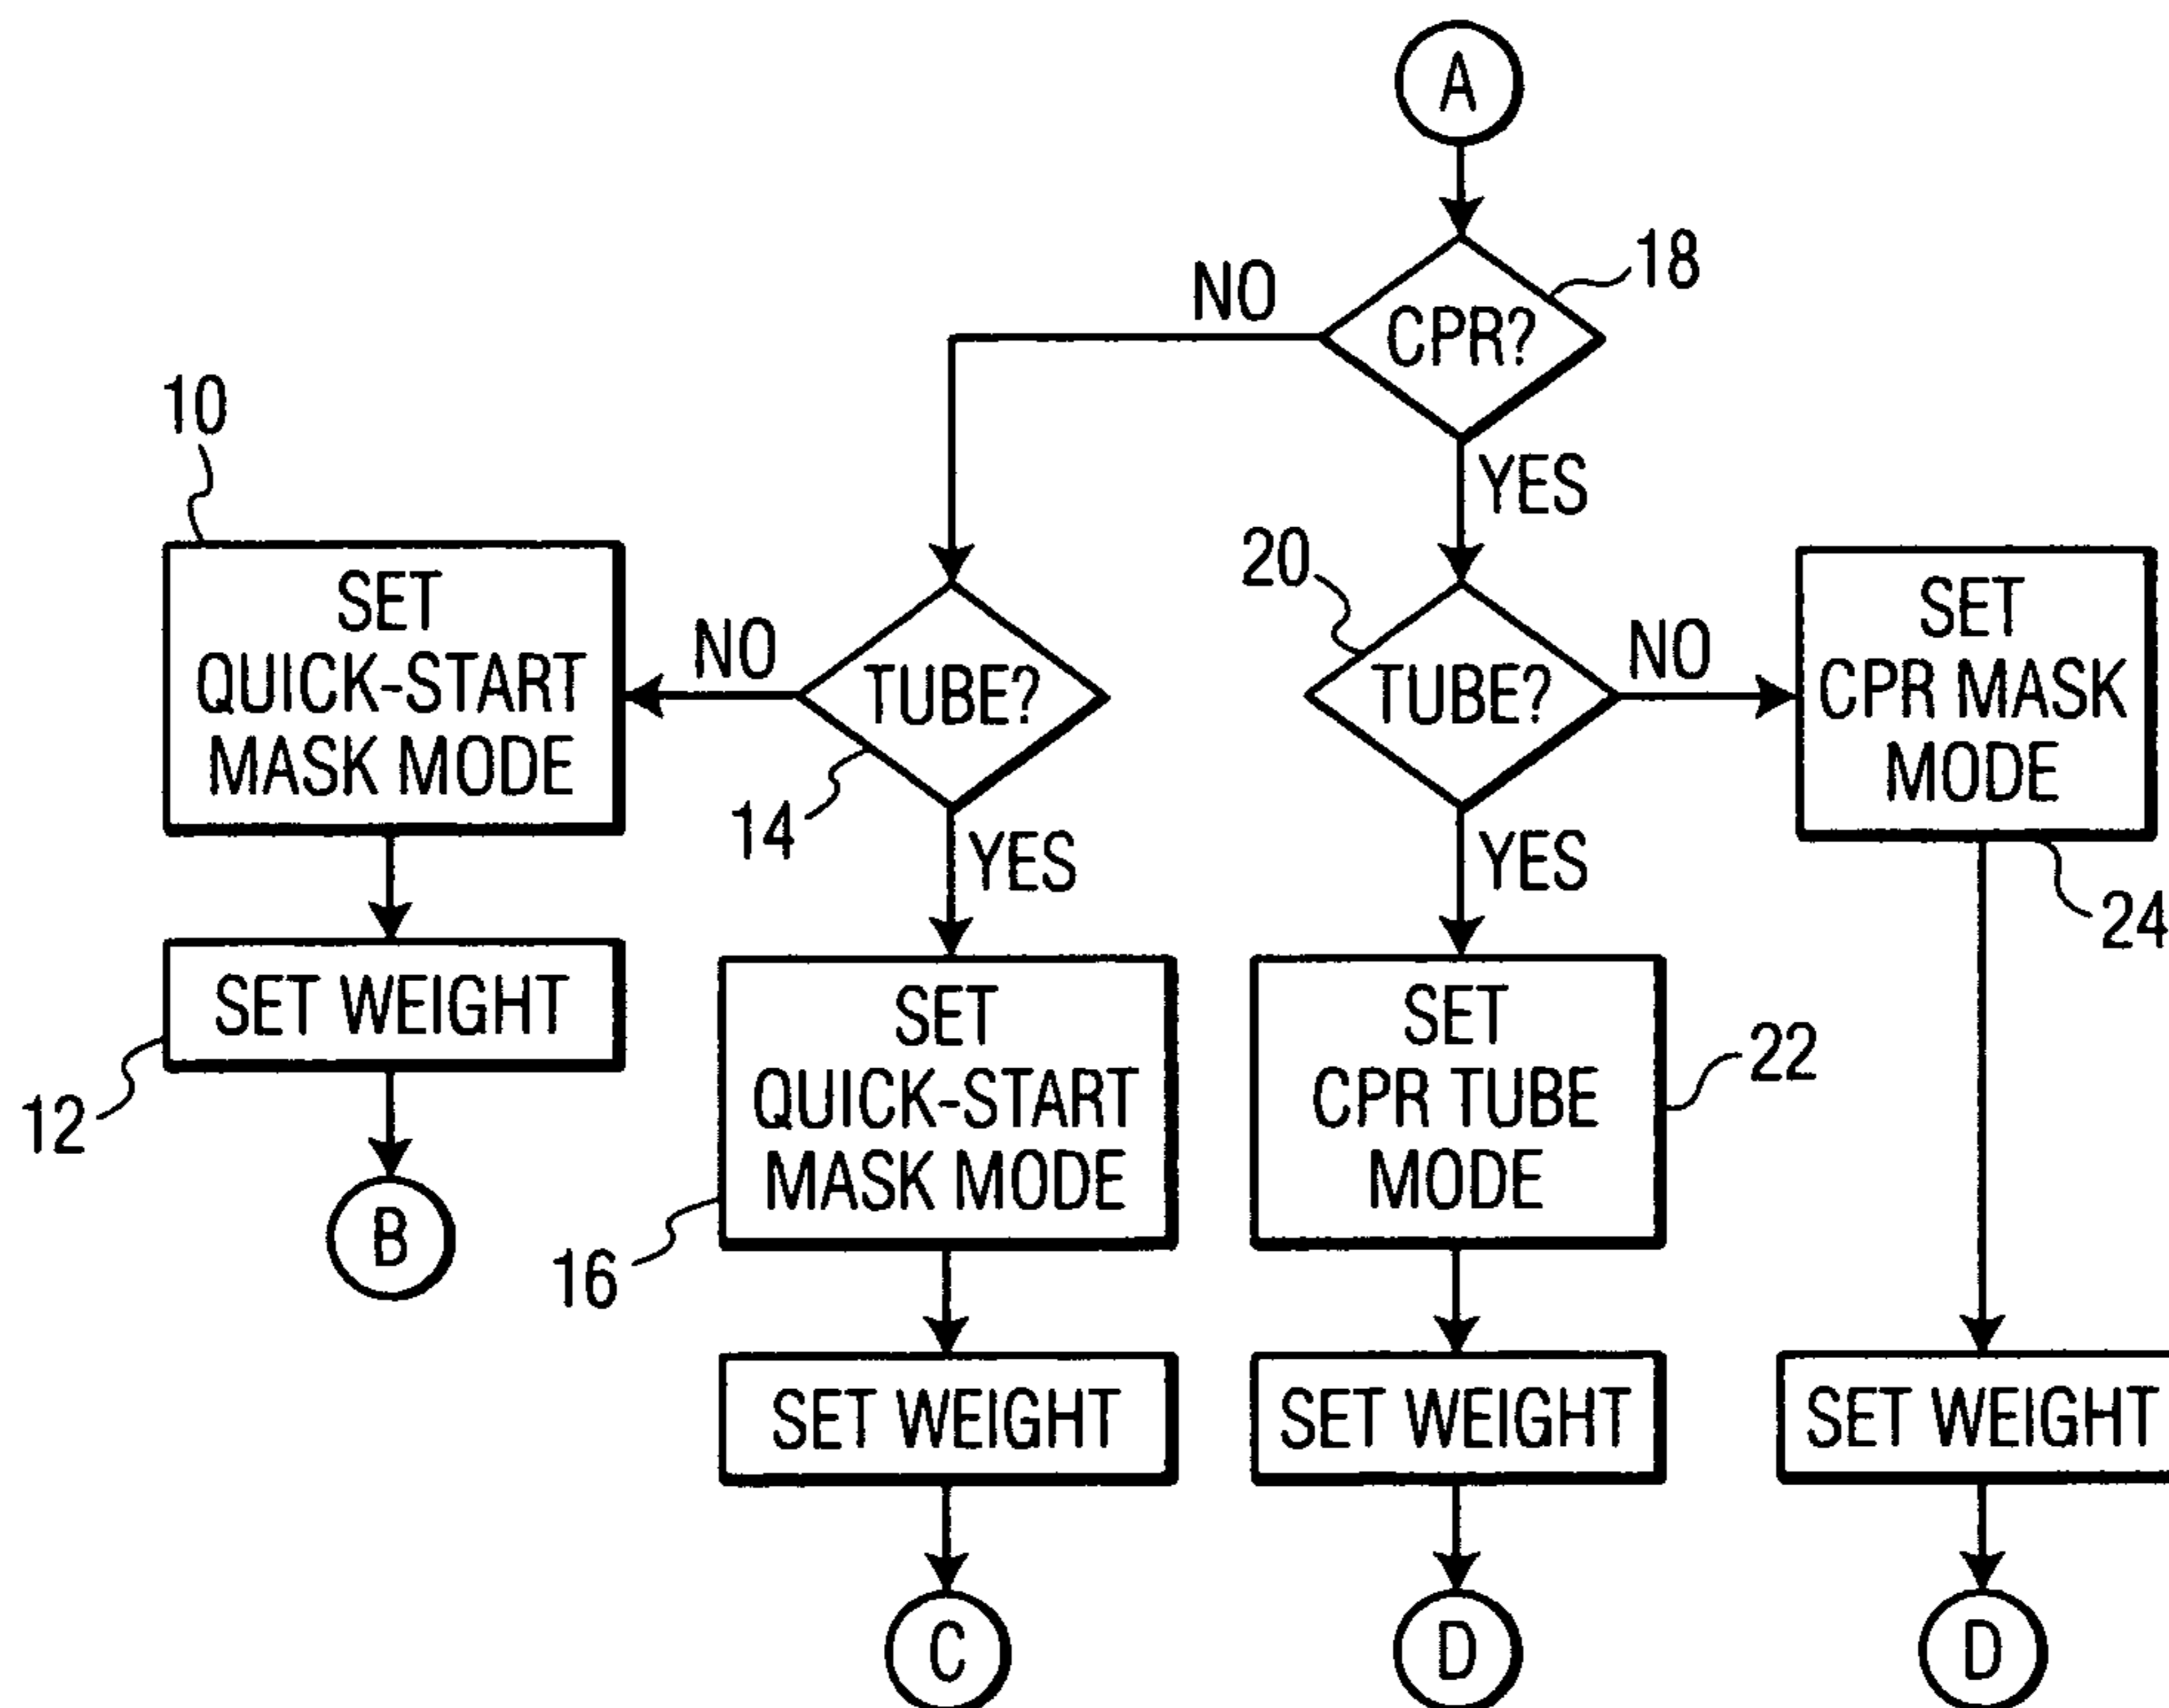 A
18
NO
CPR?
YES
10
SET
QUICK-START
MASK MODE
NO
TUBE?
14
YES
20
TUBE?
NO
YES
SET
CPR MASK
MODE
24
SET WEIGHT
12
B
SET
QUICK-START
MASK MODE
16
SET
CPR TUBE
MODE
22
SET WEIGHT
SET WEIGHT
SET WEIGHT
C
D
D